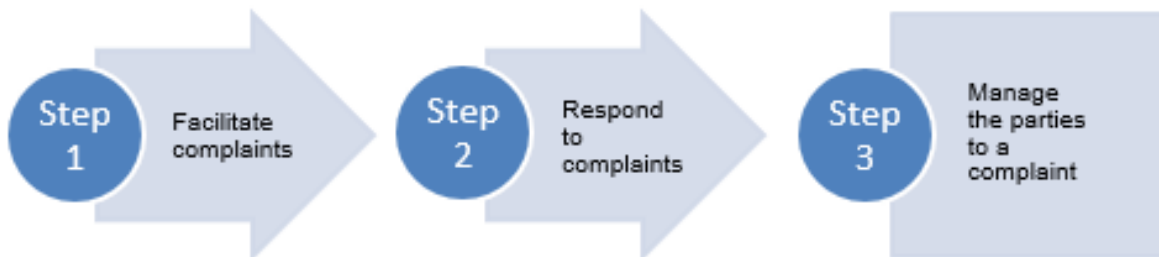 Step
1
Facilitate
complaints
Step
2
Respond
to
complaints
Step
3
Manage
the parties
to a
complaint